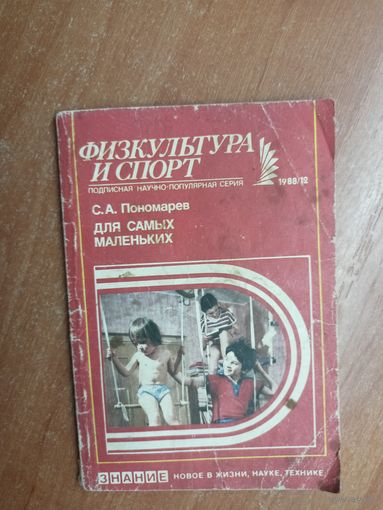 ФИЗКУЛЬТУРА
И СПОРТ
ПОДПИСНАЯ НАУЧНО-ПОПУЛЯРНАЯ СЕРИЯ
1988/12
С.А. Пономарев
ДЛЯ САМЫХ
МАЛЕНЬКИХ
ЗНАНИЕ НОВОЕ В ЖИЗНИ, НАУКЕ, ТЕХНИКЕ